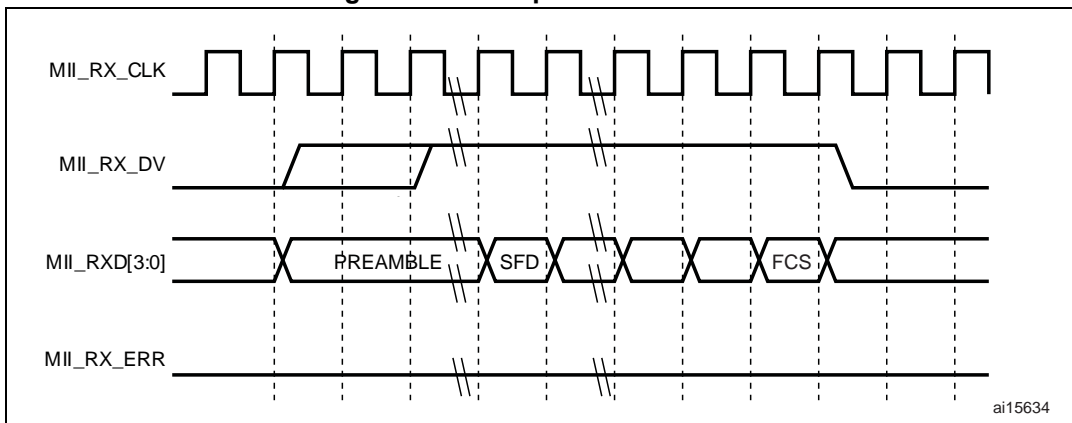 MII_RX_CLK
MII_RX_DV
MII_RXD[3:0]
PREAMBLE
SFD
FCS
MII_RX_ERR
ai15634